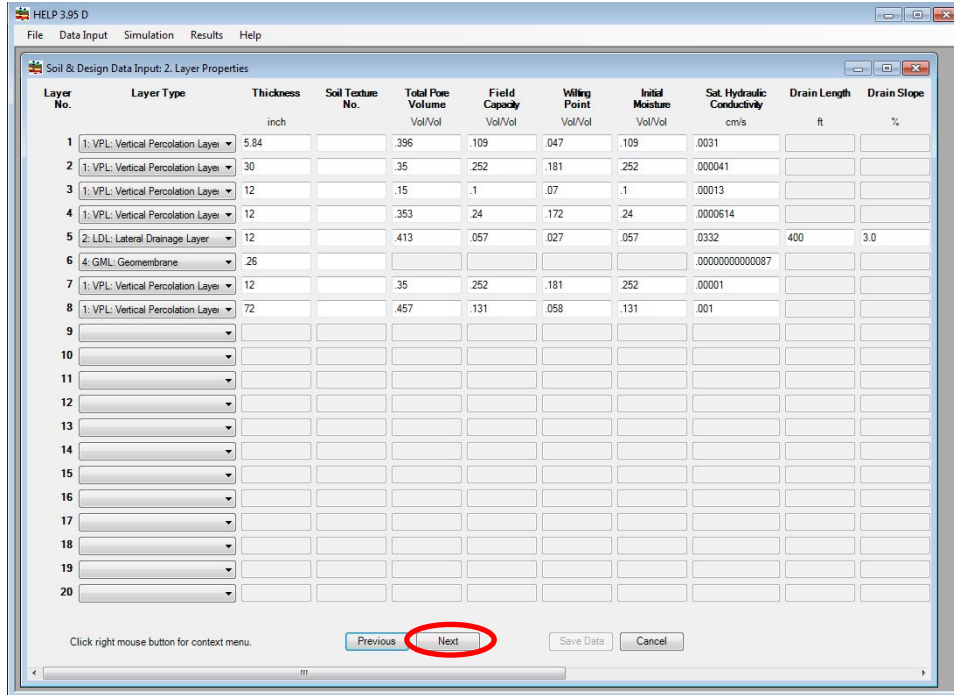 HELP 3.95 D
File Data Input Simulation Results Help
Soil & Design Data Input: 2. Layer Properties
Layer No. Layer Type Thickness Soil Texture No. Total Pore Volume Field Capacity Wilting Point Initial Moisture Sat. Hydraulic Conductivity Drain Length Drain Slope
inch Vol/Vol Vol/Vol Vol/Vol Vol/Vol cm/s ft %
1 1: VPL: Vertical Percolation Layer 5.84 .396 .109 .047 .109 .0031
2 1: VPL: Vertical Percolation Layer 30 .35 .252 .181 .252 .000041
3 1: VPL: Vertical Percolation Layer 12 .15 .1 .07 .1 .00013
4 1: VPL: Vertical Percolation Layer 12 .353 .24 .172 .24 .0000614
5 2: LDL: Lateral Drainage Layer 12 .413 .057 .027 .057 .0332 400 3.0
6 4: GML: Geomembrane .26 .00000000000087
7 1: VPL: Vertical Percolation Layer 12 .35 .252 .181 .252 .00001
8 1: VPL: Vertical Percolation Layer 72 .457 .131 .058 .131 .001
9
10
11
12
13
14
15
16
17
18
19
20
Click right mouse button for context menu. Previous Next Save Data Cancel